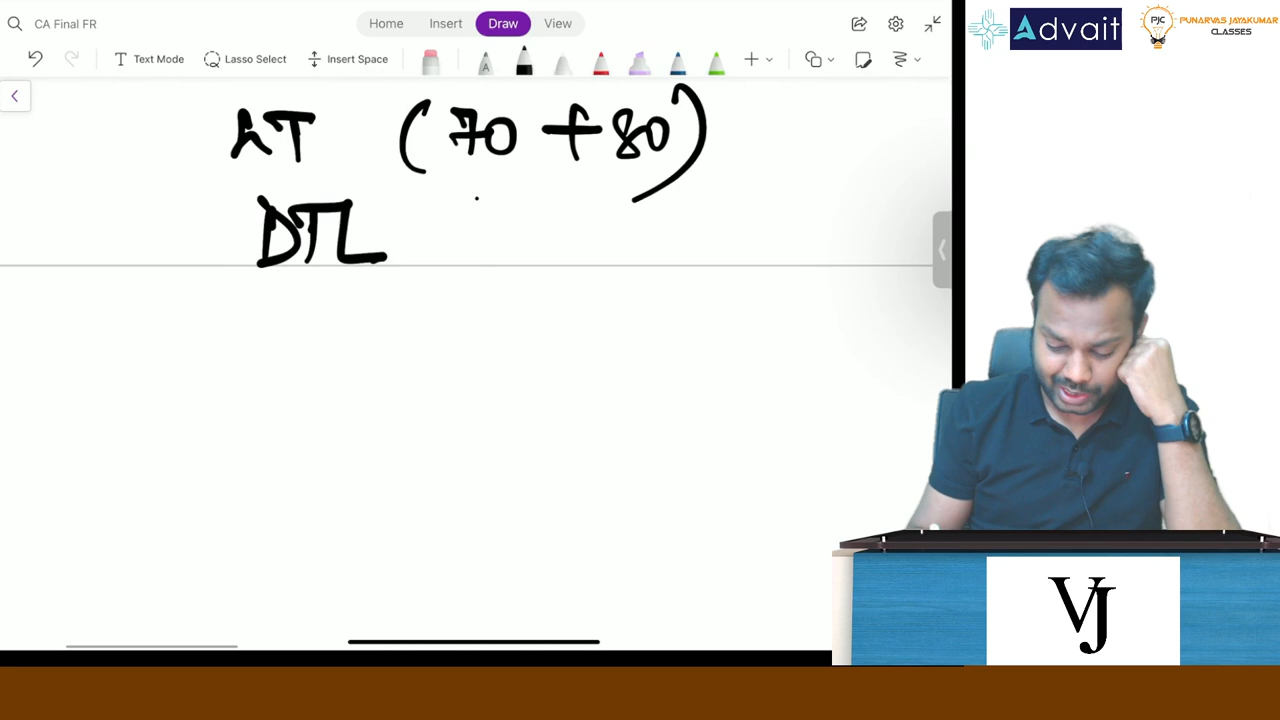 CA Final FR
Home Insert Draw View
Text Mode Lasso Select Insert Space
LT (70 + 80)
DTL
Advait
PJC PUNARVAS JAYAKUMAR CLASSES
VJ